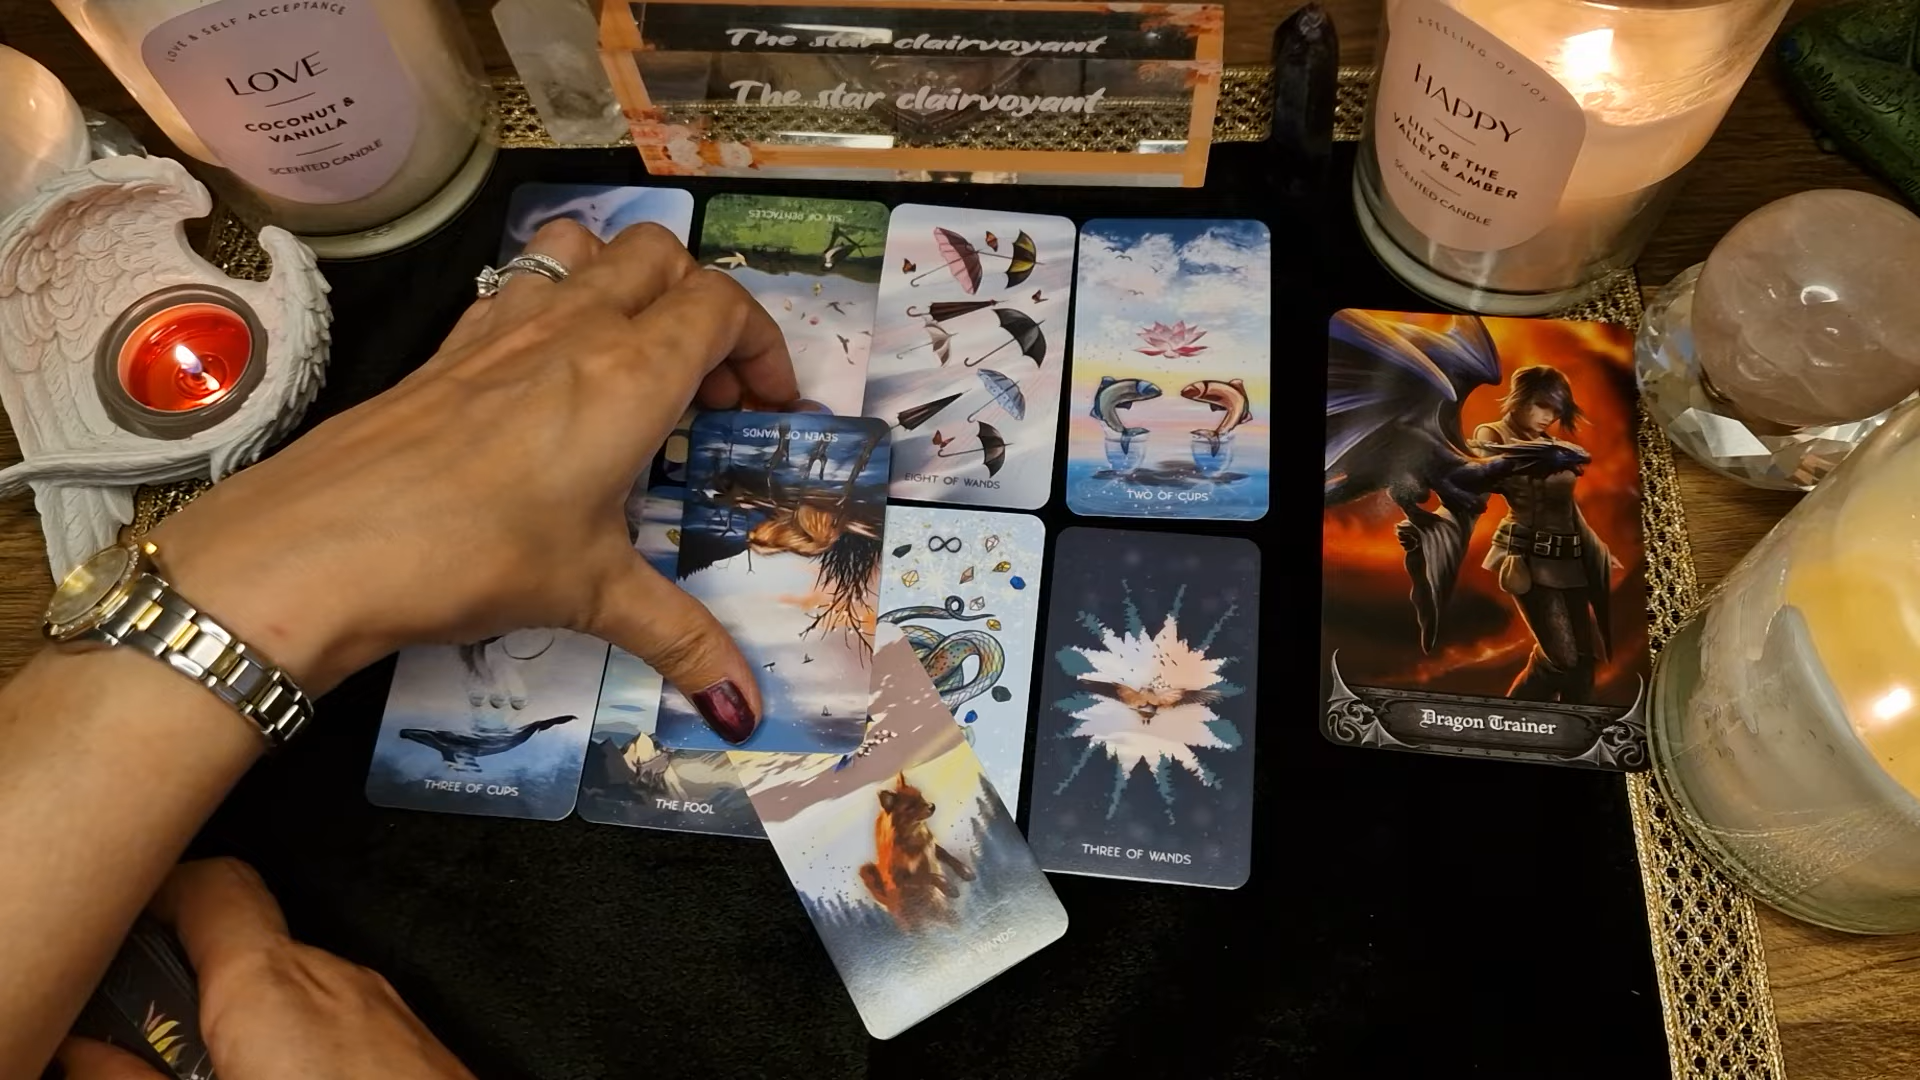 LOVE & SELF ACCEPTANCE
LOVE
COCONUT &
VANILLA
SCENTED CANDLE
The star clairvoyant
The star clairvoyant
A FEELING OF JOY
HAPPY
LILY OF THE
VALLEY & AMBER
SCENTED CANDLE
SIX OF PENTACLES
EIGHT OF WANDS
TWO OF CUPS
SEVEN OF WANDS
Dragon Trainer
THREE OF CUPS
THE FOOL
THREE OF WANDS
WANDS